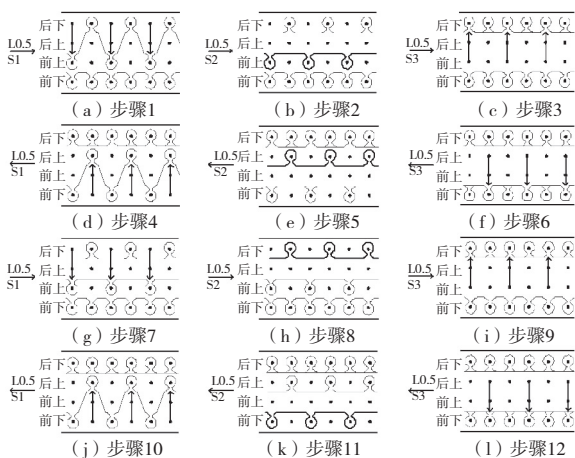 后下
L0.5 后上
S1 前上
前下
(a)步骤1
后下
L0.5 后上
S2 前上
前下
(b)步骤2
后下
L0.5 后上
S3 前上
前下
(c)步骤3
后下
L0.5 后上
S1 前上
前下
(d)步骤4
后下
L0.5 后上
S2 前上
前下
(e)步骤5
后下
L0.5 后上
S3 前上
前下
(f)步骤6
后下
L0.5 后上
S1 前上
前下
(g)步骤7
后下
L0.5 后上
S2 前上
前下
(h)步骤8
后下
L0.5 后上
S3 前上
前下
(i)步骤9
后下
L0.5 后上
S1 前上
前下
(j)步骤10
后下
L0.5 后上
S2 前上
前下
(k)步骤11
后下
L0.5 后上
S3 前上
前下
(l)步骤12